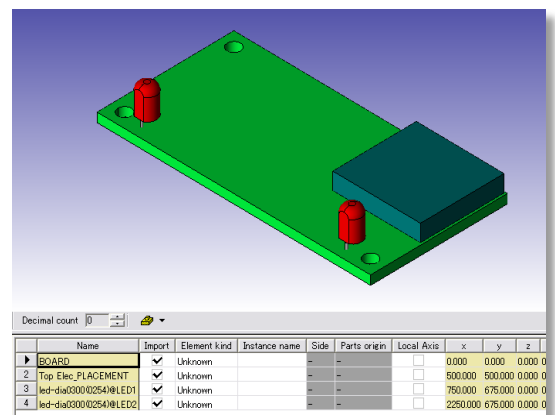 Decimal count 0
Name Import Element kind Instance name Side Parts origin Local Axis x y z
BOARD Unknown - - 0.000 0.000 0.000
2 Top Elec_PLACEMENT Unknown - - 500.000 500.000 0.000
3 led-dia0300(0254)@LED1 Unknown - - 750.000 675.000 0.000
4 led-dia0300(0254)@LED2 Unknown - - 2250.000 675.000 0.000